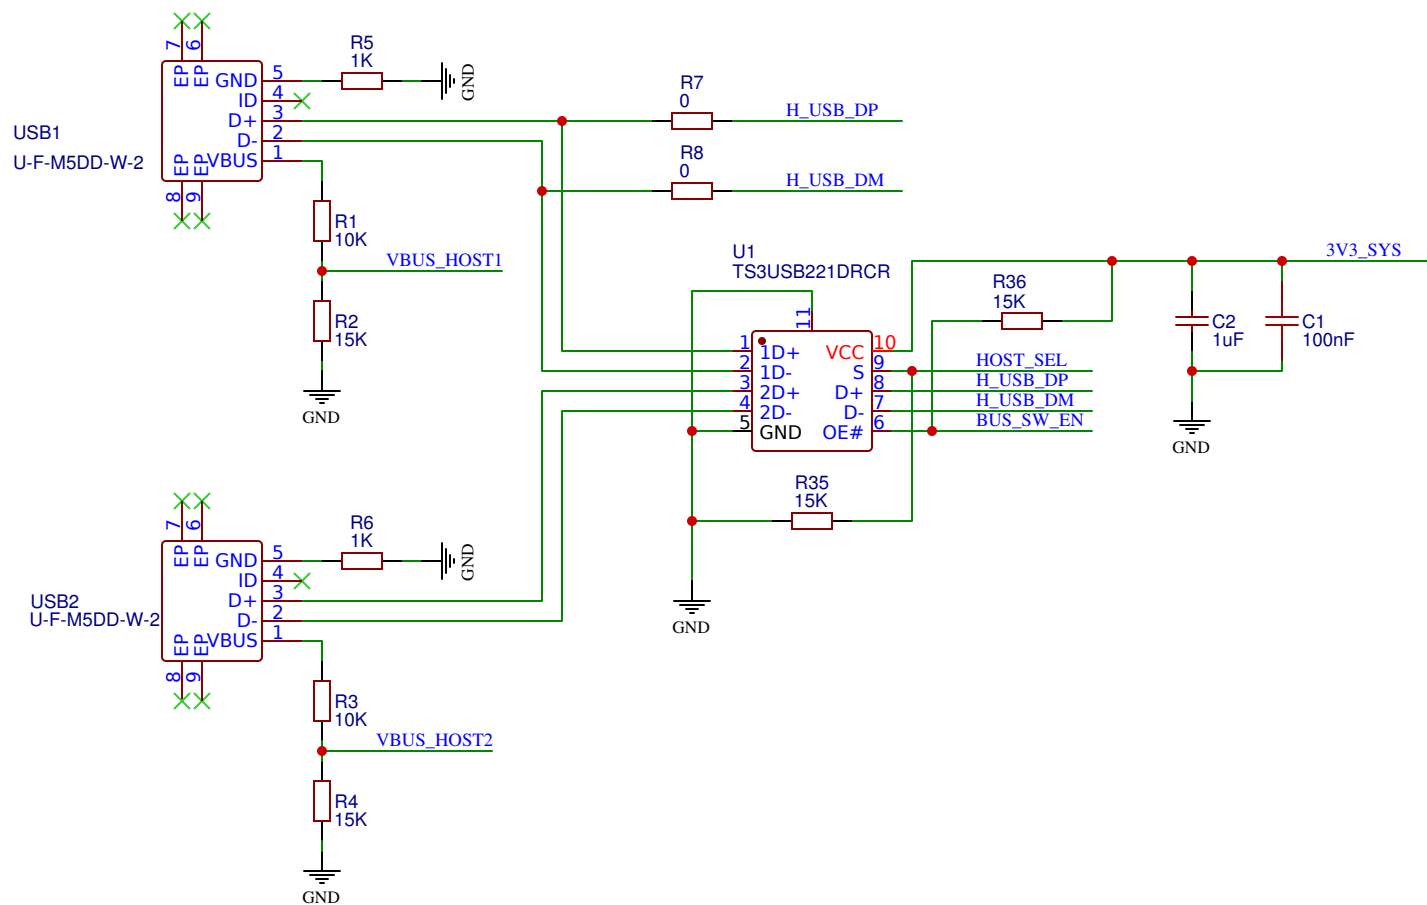 7
6
EP
EP
GND
5
ID
4
D+
3
D-
2
VBUS
1
EP
EP
8
9
USB1
U-F-M5DD-W-2
R5
1K
GND
R7
0
H_USB_DP
R8
0
H_USB_DM
R1
10K
VBUS_HOST1
R2
15K
GND
U1
TS3USB221DRCR
11
1
1D+
2
1D-
3
2D+
4
2D-
5
GND
VCC
10
S
9
D+
8
D-
7
OE#
6
3V3_SYS
R36
15K
C2
1uF
C1
100nF
HOST_SEL
H_USB_DP
H_USB_DM
BUS_SW_EN
GND
R35
15K
GND
7
6
EP
EP
GND
5
ID
4
D+
3
D-
2
VBUS
1
EP
EP
8
9
USB2
U-F-M5DD-W-2
R6
1K
GND
R3
10K
VBUS_HOST2
R4
15K
GND